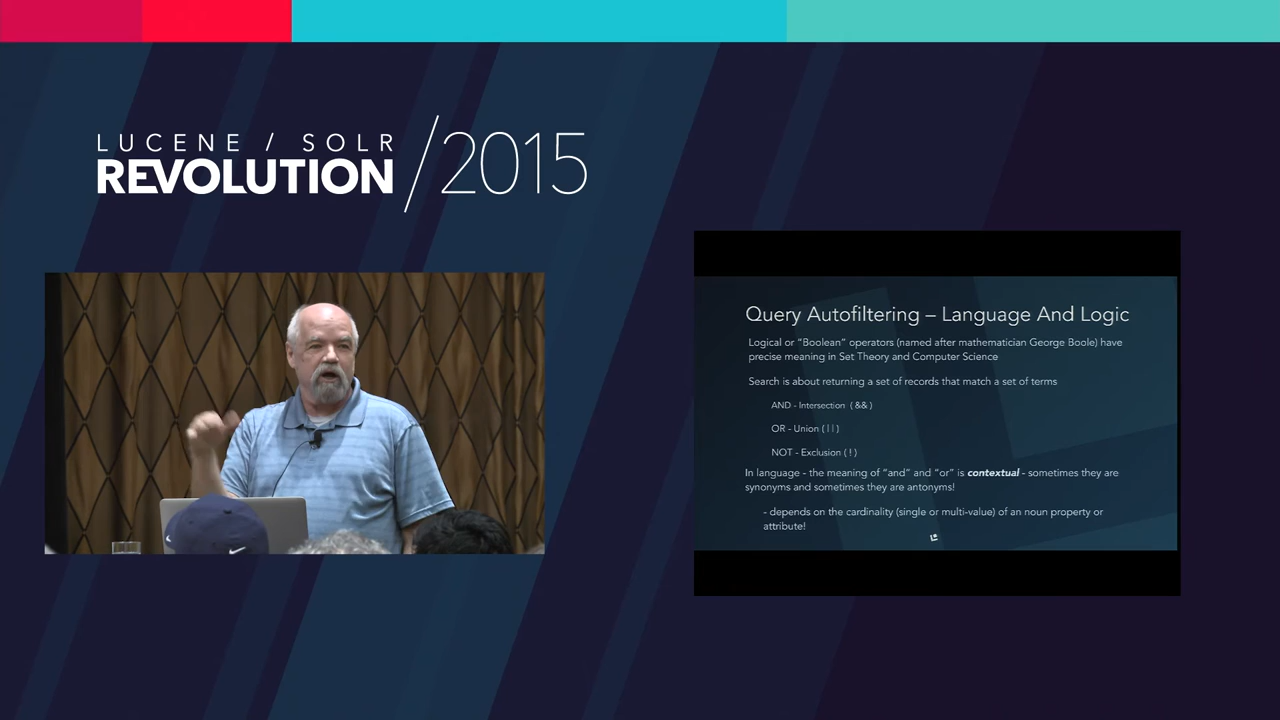 LUCENE / SOLR
REVOLUTION
/2015
Query Autofiltering – Language And Logic
Logical or “Boolean” operators (named after mathematician George Boole) have
precise meaning in Set Theory and Computer Science
Search is about returning a set of records that match a set of terms
AND - Intersection ( && )
OR - Union ( | | )
NOT - Exclusion ( ! )
In language - the meaning of “and” and “or” is contextual - sometimes they are
synonyms and sometimes they are antonyms!
- depends on the cardinality (single or multi-value) of an noun property or
attribute!